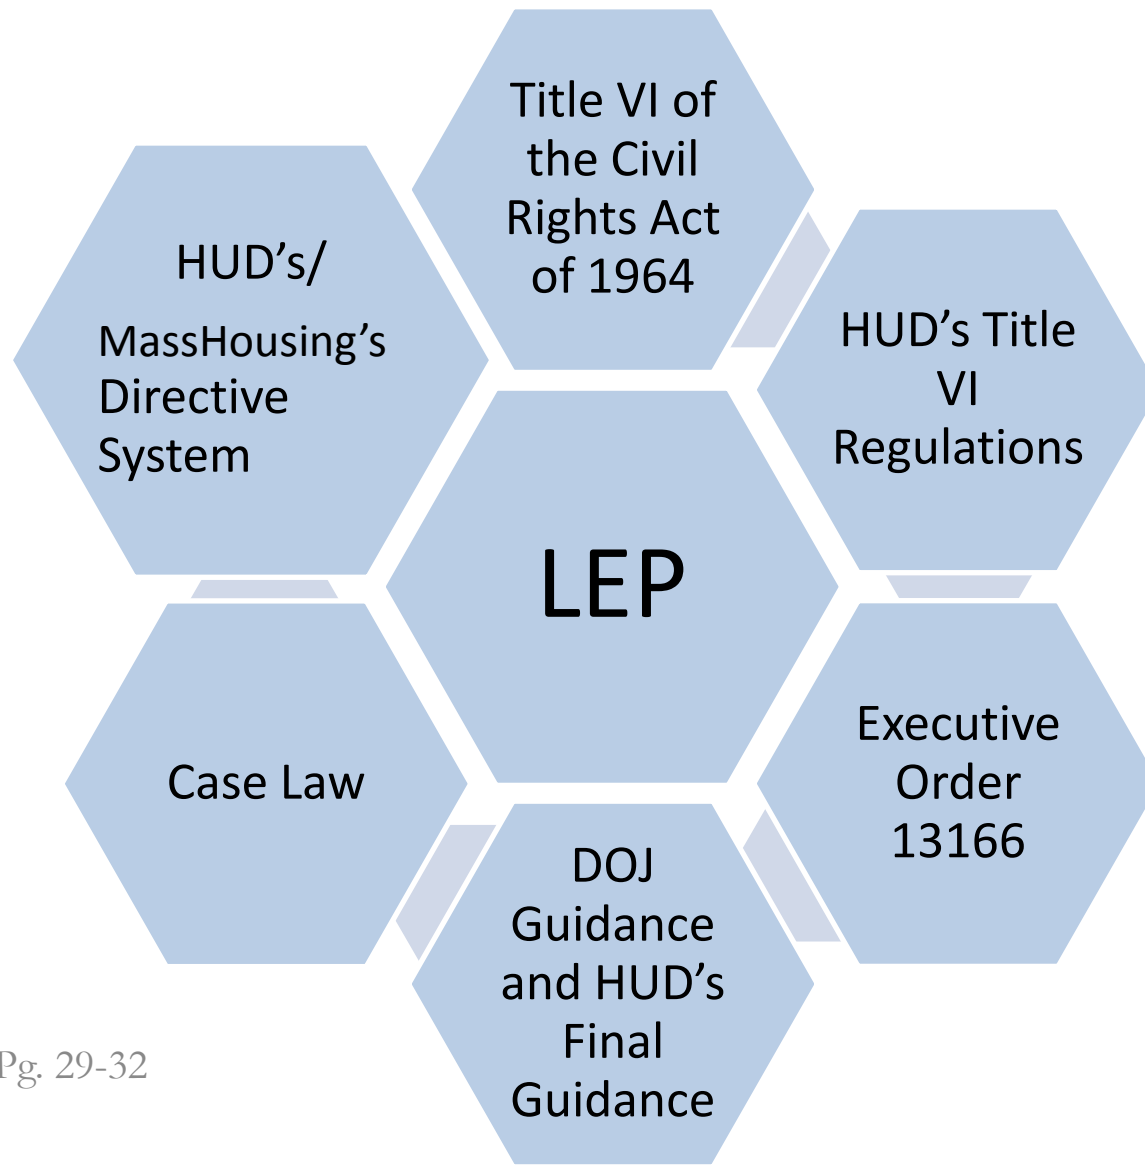 Title VI of
the Civil
Rights Act
of 1964
HUD’s/
MassHousing’s
Directive
System
HUD’s Title
VI
Regulations
LEP
Executive
Order
13166
Case Law
DOJ
Guidance
and HUD’s
Final
Guidance
Pg. 29-32